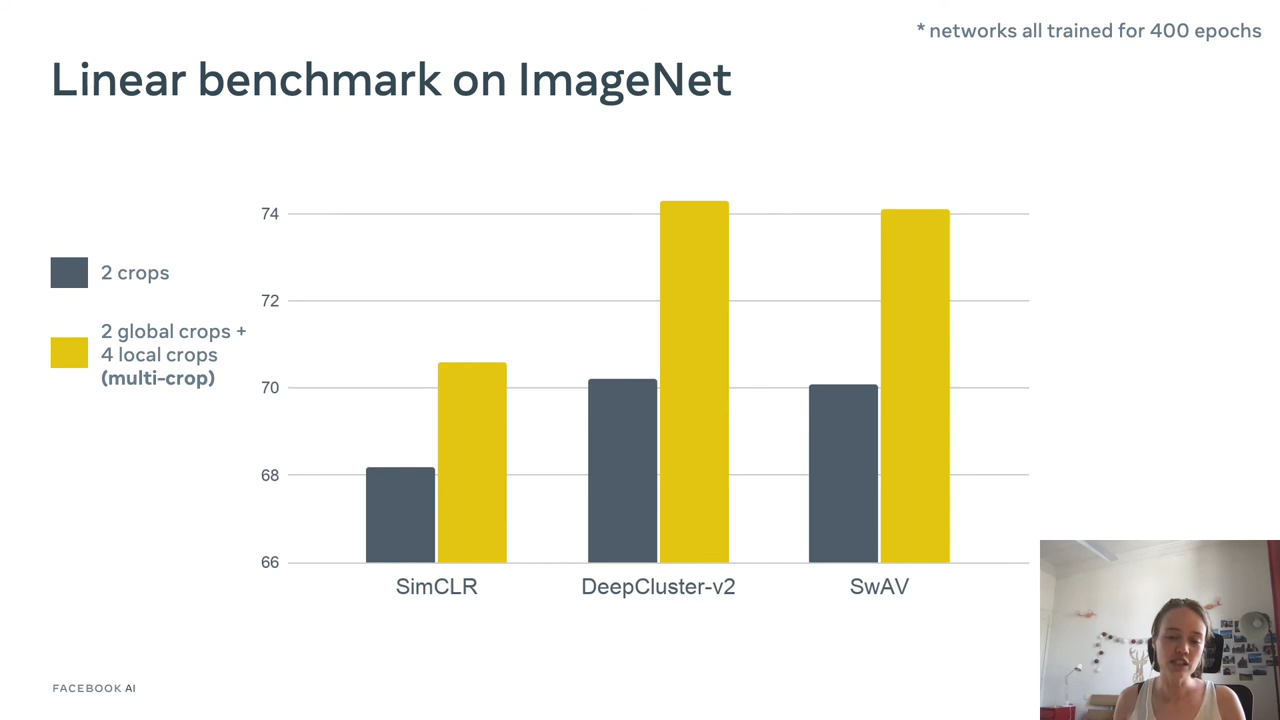 * networks all trained for 400 epochs
Linear benchmark on ImageNet
2 crops
2 global crops +
4 local crops
(multi-crop)
74
72
70
68
66
SimCLR
DeepCluster-v2
SwAV
FACEBOOK AI